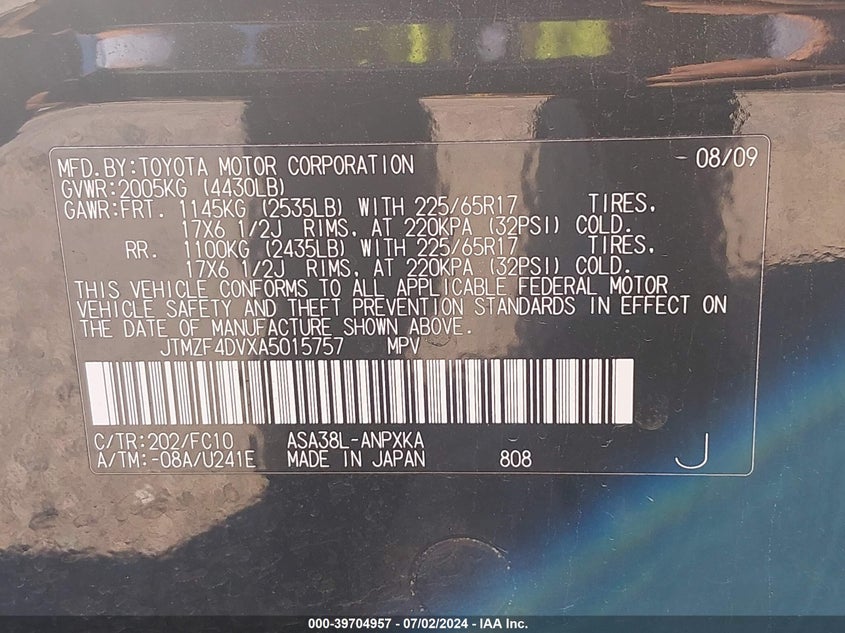 MFD.BY:TOYOTA MOTOR CORPORATION 08/09
GVWR:2005KG (4430LB)
GAWR:FRT. 1145KG (2535LB) WITH 225/65R17 TIRES,
17X6 1/2J RIMS, AT 220KPA (32PSI) COLD.
RR. 1100KG (2435LB) WITH 225/65R17 TIRES,
17X6 1/2J RIMS, AT 220KPA (32PSI) COLD.
THIS VEHICLE CONFORMS TO ALL APPLICABLE FEDERAL MOTOR
VEHICLE SAFETY AND THEFT PREVENTION STANDARDS IN EFFECT ON
THE DATE OF MANUFACTURE SHOWN ABOVE.
JTMZF4DVXA5015757 MPV
C/TR:202/FC10 ASA38L-ANPXKA
A/TM:-08A/U241E MADE IN JAPAN 808 J
000-39704957 - 07/02/2024 - IAA Inc.